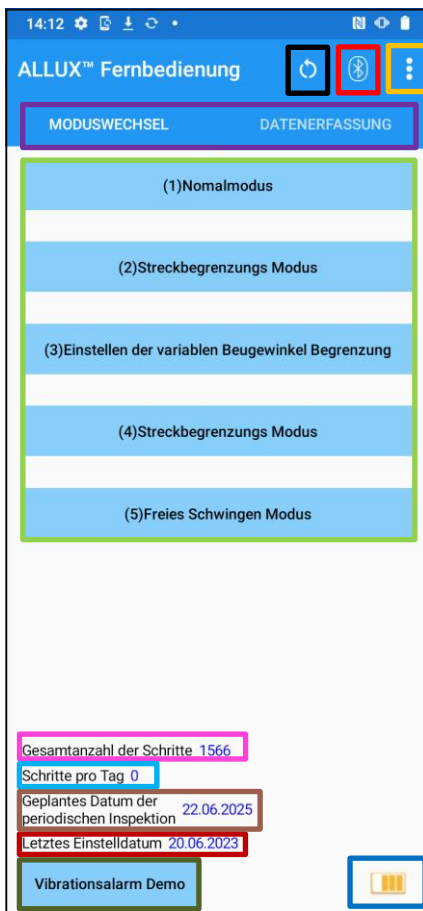 14:12
ALLUX™ Fernbedienung
MODUSWECHSEL DATENERFASSUNG
(1)Nomalmodus
(2)Streckbegrenzungs Modus
(3)Einstellen der variablen Beugewinkel Begrenzung
(4)Streckbegrenzungs Modus
(5)Freies Schwingen Modus
Gesamtanzahl der Schritte 1566
Schritte pro Tag 0
Geplantes Datum der
periodischen Inspektion 22.06.2025
Letztes Einstelldatum 20.06.2023
Vibrationsalarm Demo